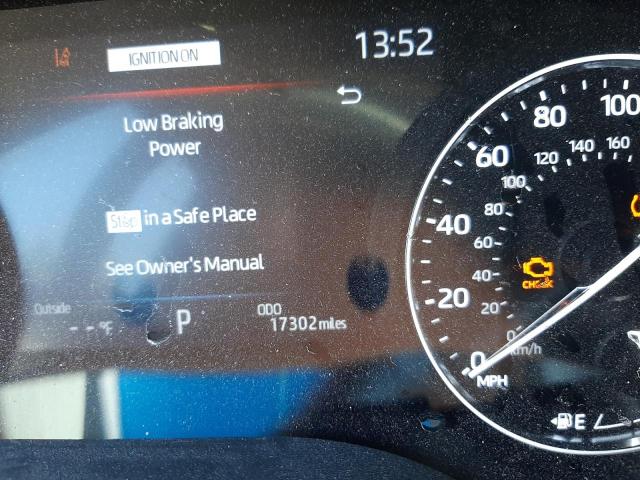 IGNITION ON
13:52
Low Braking
Power
Stop in a Safe Place
See Owner's Manual
Outside
-- °F
P
ODO
17302 miles
0
20
40
60
80
100
0
20
40
60
80
100
120
140
160
km/h
MPH
CHECK
E